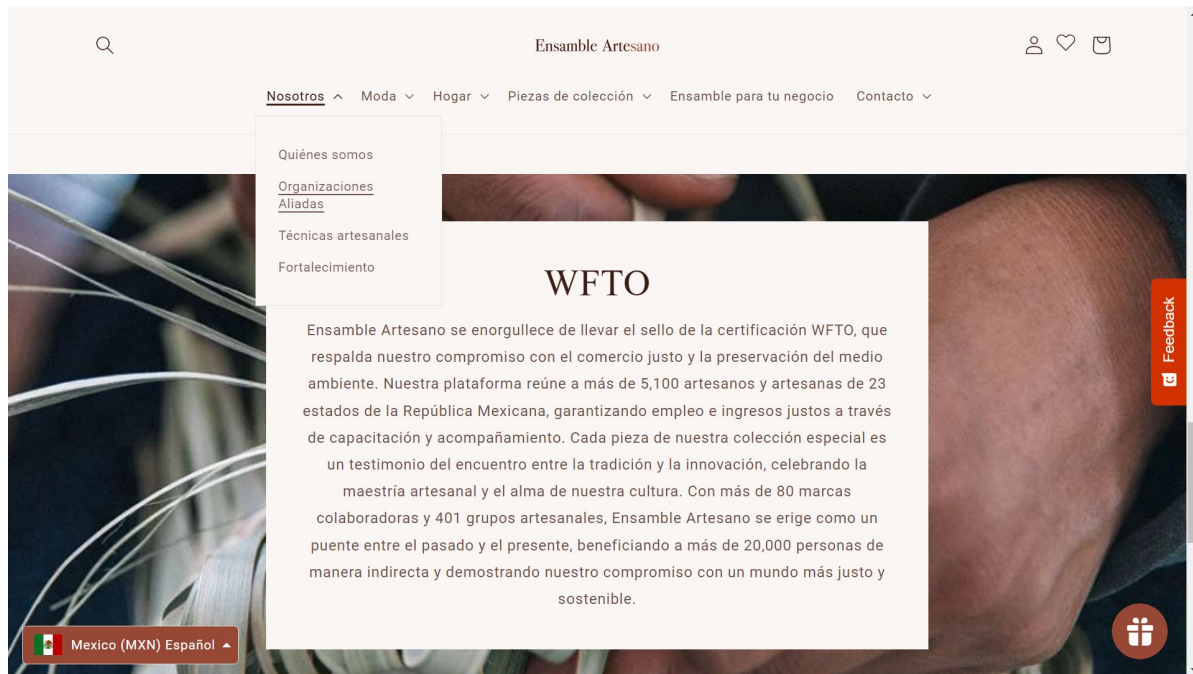 Ensamble Artesano
Nosotros
Moda
Hogar
Piezas de colección
Ensamble para tu negocio
Contacto
Quiénes somos
Organizaciones
Aliadas
Técnicas artesanales
Fortalecimiento
WFTO
Ensamble Artesano se enorgullece de llevar el sello de la certificación WFTO, que
respalda nuestro compromiso con el comercio justo y la preservación del medio
ambiente. Nuestra plataforma reúne a más de 5,100 artesanos y artesanas de 23
estados de la República Mexicana, garantizando empleo e ingresos justos a través
de capacitación y acompañamiento. Cada pieza de nuestra colección especial es
un testimonio del encuentro entre la tradición y la innovación, celebrando la
maestría artesanal y el alma de nuestra cultura. Con más de 80 marcas
colaboradoras y 401 grupos artesanales, Ensamble Artesano se erige como un
puente entre el pasado y el presente, beneficiando a más de 20,000 personas de
manera indirecta y demostrando nuestro compromiso con un mundo más justo y
sostenible.
Feedback
Mexico (MXN) Español